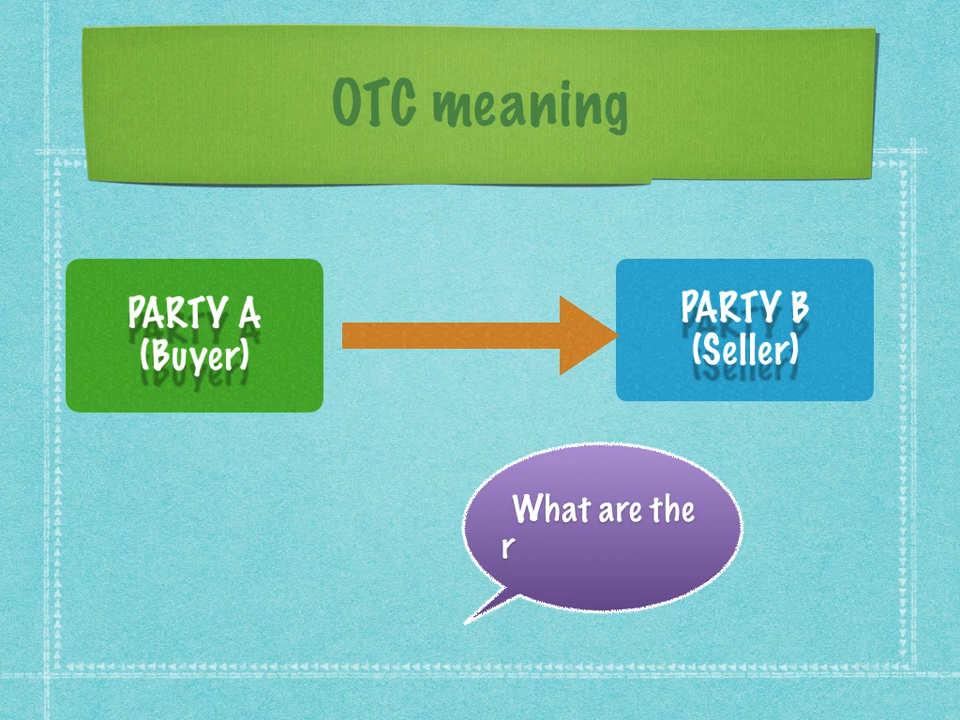 OTC meaning
PARTY A
(Buyer)
PARTY B
(Seller)
What are the
r